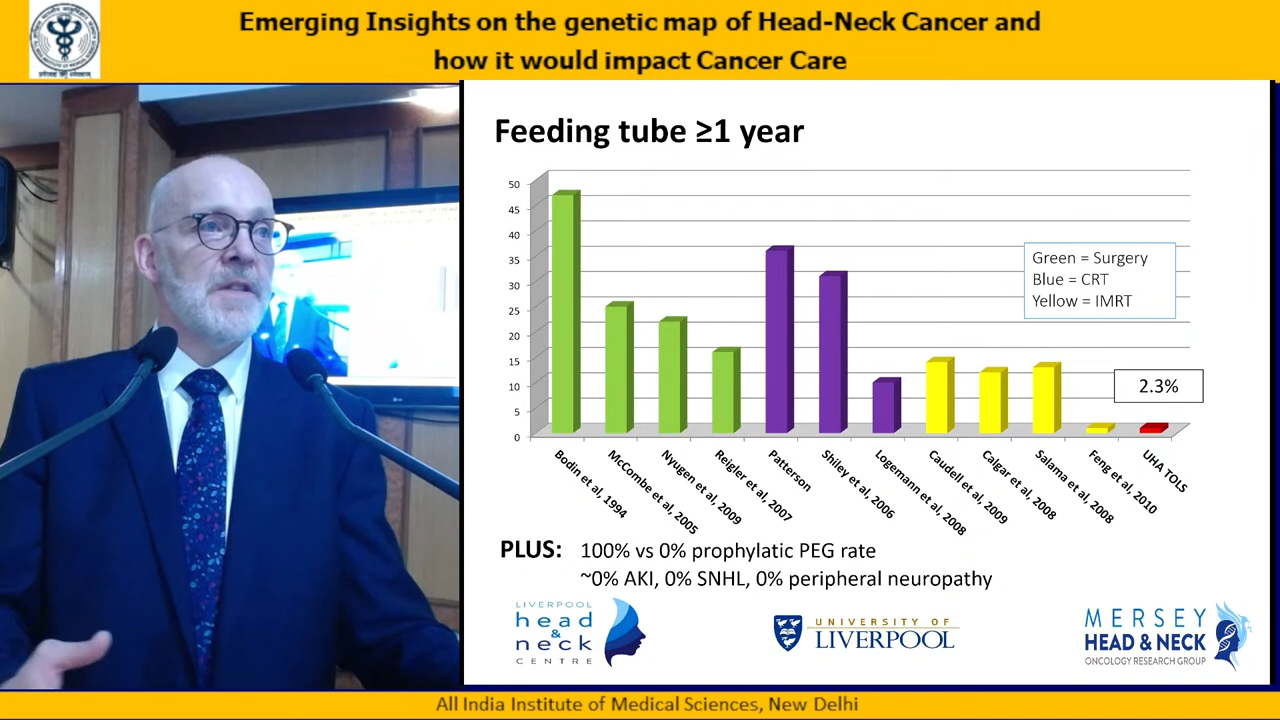 Emerging Insights on the genetic map of Head-Neck Cancer and
how it would impact Cancer Care
Feeding tube ≥1 year
50
45
40
35
30
25
20
15
10
5
0
Green = Surgery
Blue = CRT
Yellow = IMRT
2.3%
Bodin et al, 1994
McCombe et al, 2005
Nyugen et al, 2009
Reigler et al, 2007
Patterson
Shiley et al, 2006
Logemann et al, 2008
Caudell et al, 2009
Calgar et al, 2008
Salama et al, 2008
Feng et al, 2010
UHA TOLS
PLUS: 100% vs 0% prophylatic PEG rate
~0% AKI, 0% SNHL, 0% peripheral neuropathy
LIVERPOOL
head
&
neck
CENTRE
UNIVERSITY OF
LIVERPOOL
MERSEY
HEAD & NECK
ONCOLOGY RESEARCH GROUP
All India Institute of Medical Sciences, New Delhi